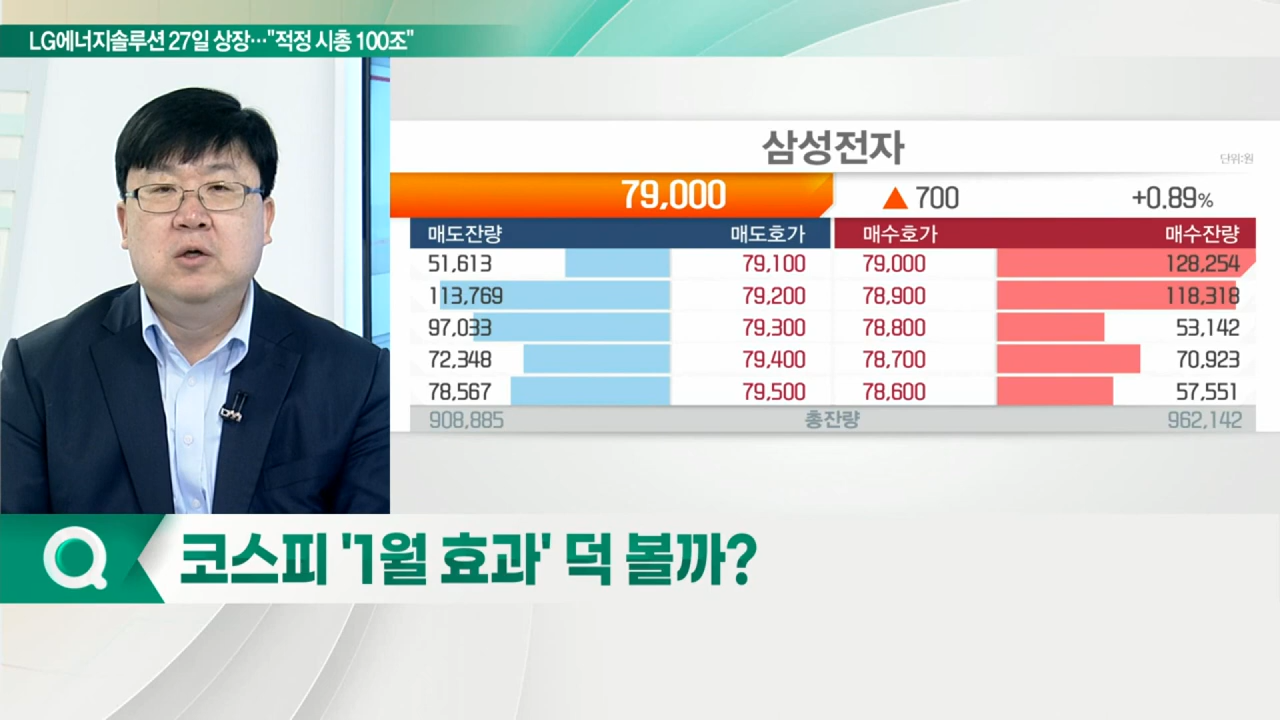 LG에너지솔루션 27일 상장…"적정 시총 100조"
삼성전자
단위:원
79,000 ▲ 700 +0.89%
매도잔량 매도호가 매수호가 매수잔량
51,613 79,100 79,000 128,254
113,769 79,200 78,900 118,318
97,033 79,300 78,800 53,142
72,348 79,400 78,700 70,923
78,567 79,500 78,600 57,551
908,885 총잔량 962,142
코스피 '1월 효과' 덕 볼까?